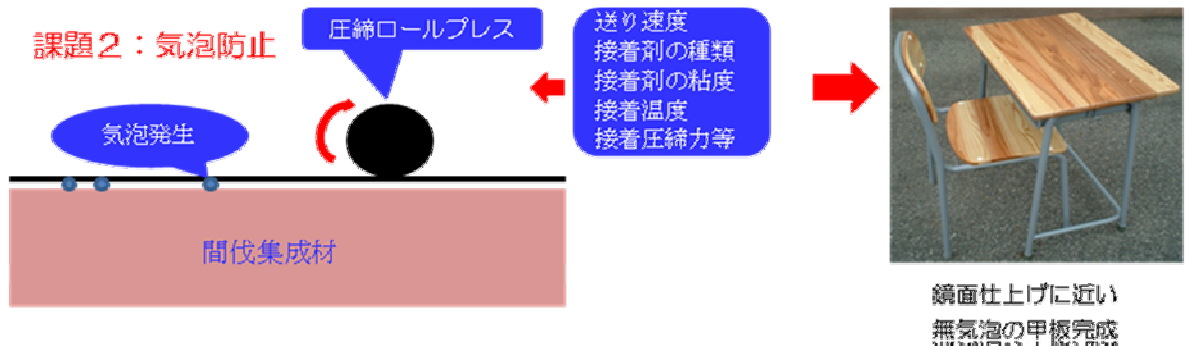 課題２：気泡防止
圧締ロールプレス
送り速度
接着剤の種類
接着剤の粘度
接着温度
接着圧締力等
気泡発生
間伐集成材
鏡面仕上げに近い
無気泡の甲板完成